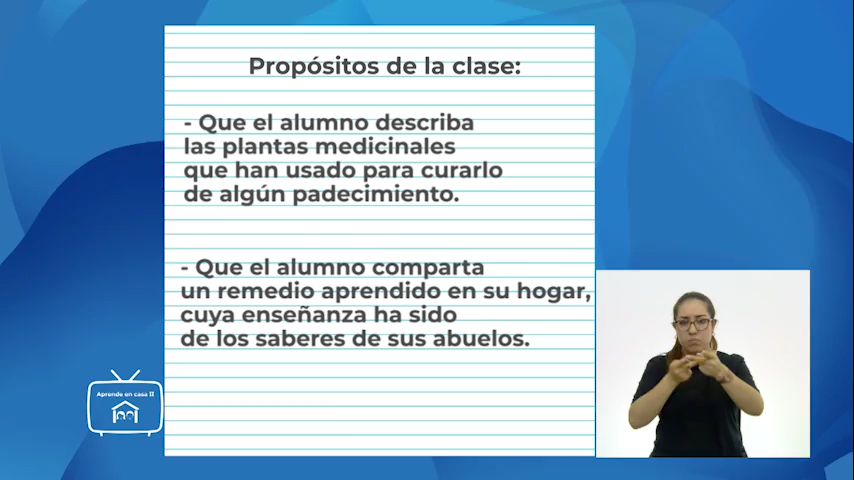 Propósitos de la clase:
- Que el alumno describa
las plantas medicinales
que han usado para curarlo
de algún padecimiento.
- Que el alumno comparta
un remedio aprendido en su hogar,
cuya enseñanza ha sido
de los saberes de sus abuelos.
Aprende en casa II